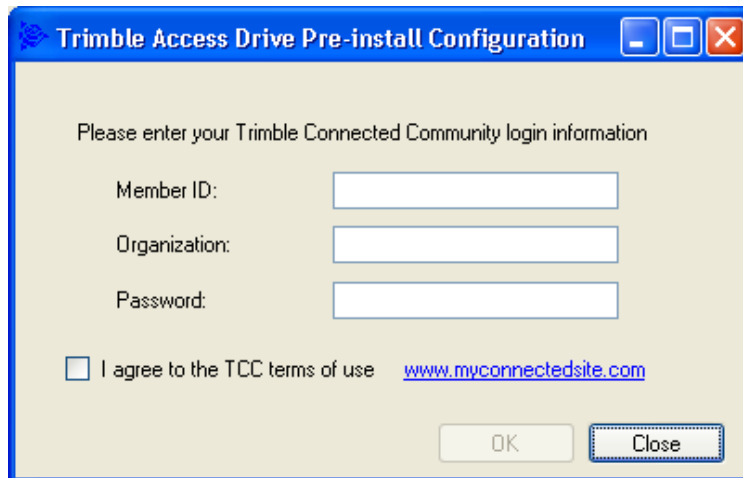 Trimble Access Drive Pre-install Configuration
Please enter your Trimble Connected Community login information
Member ID:
Organization:
Password:
I agree to the TCC terms of use www.myconnectedsite.com
OK Close